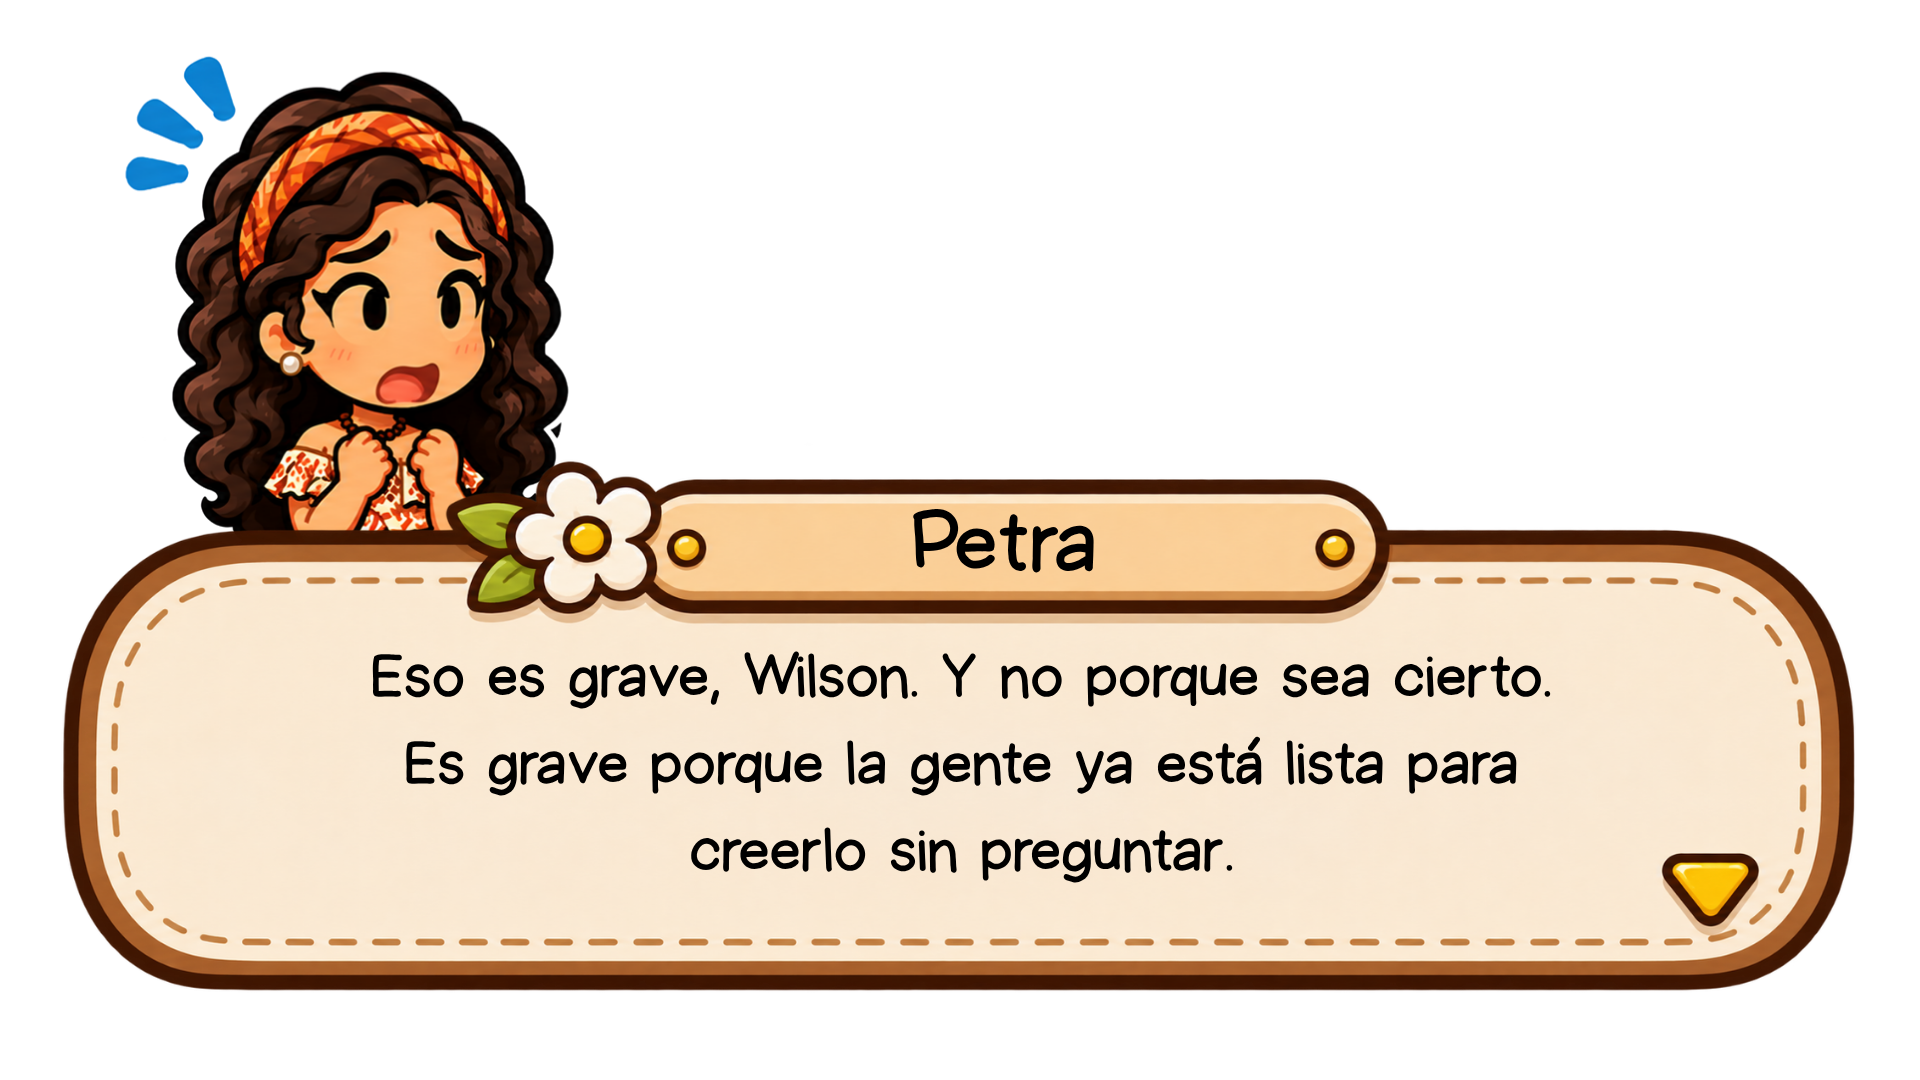 Petra
Eso es grave, Wilson. Y no porque sea cierto.
Es grave porque la gente ya está lista para
creerlo sin preguntar.